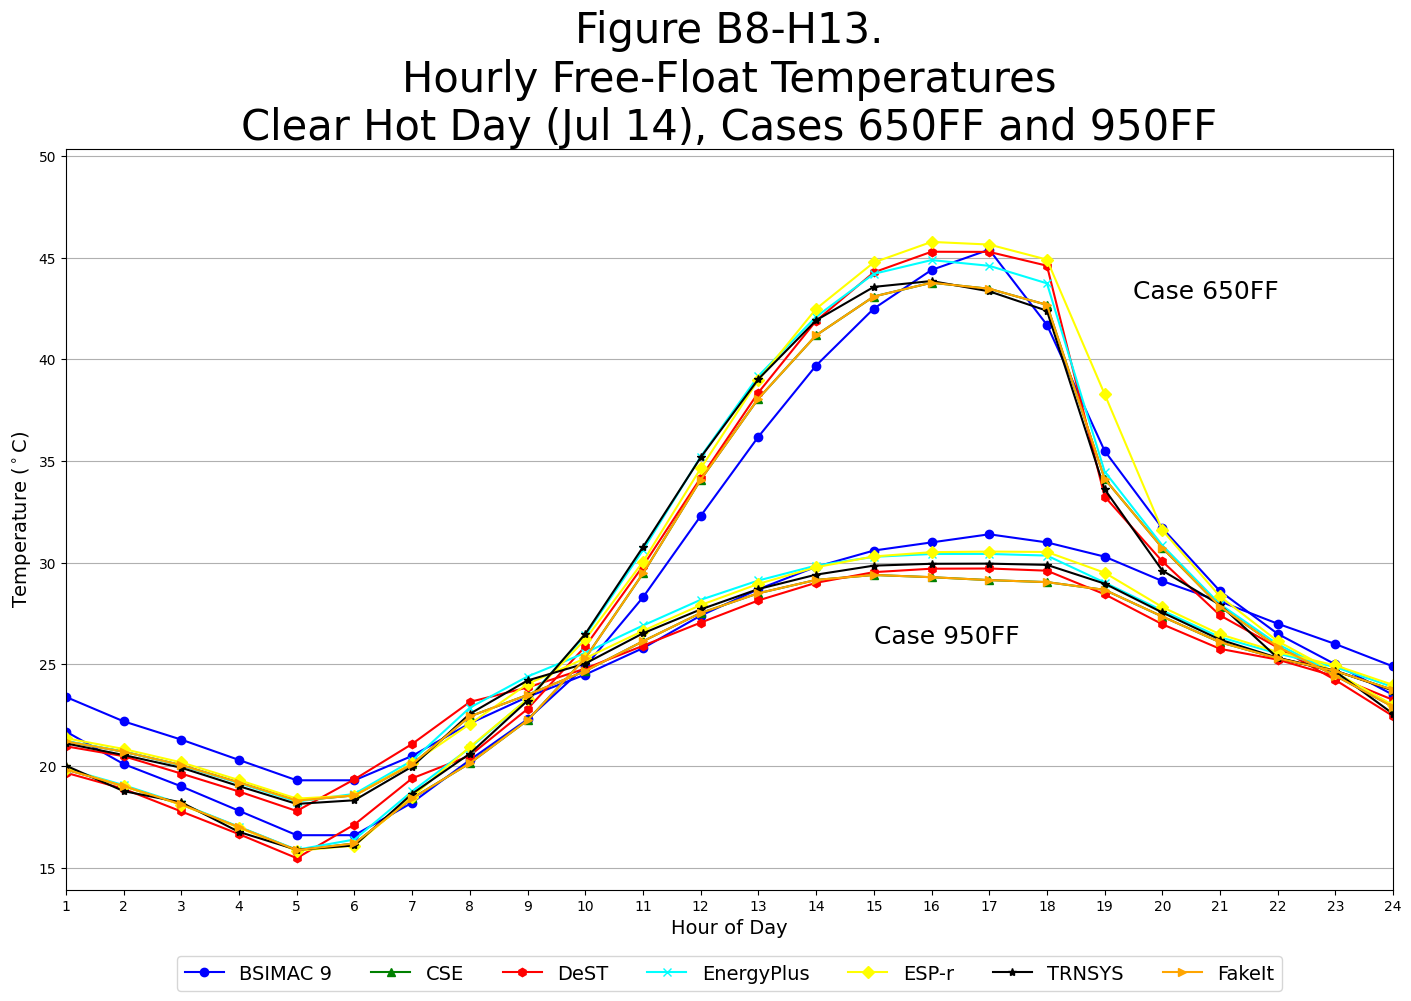 Figure B8-H13.
Hourly Free-Float Temperatures
Clear Hot Day (Jul 14), Cases 650FF and 950FF
50
45
40
35
30
25
20
15
Temperature (°C)
Case 650FF
Case 950FF
1 2 3 4 5 6 7 8 9 10 11 12 13 14 15 16 17 18 19 20 21 22 23 24
Hour of Day
BSIMAC 9 CSE DeST EnergyPlus ESP-r TRNSYS FakeIt